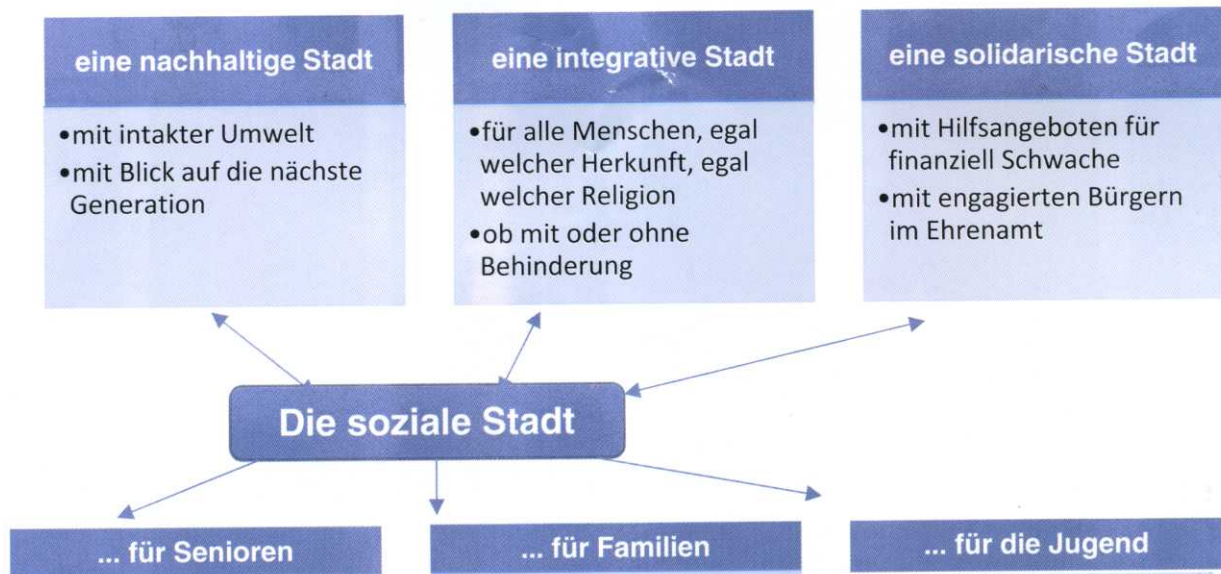 eine nachhaltige Stadt
•mit intakter Umwelt
•mit Blick auf die nächste
Generation
eine integrative Stadt
•für alle Menschen, egal
welcher Herkunft, egal
welcher Religion
•ob mit oder ohne
Behinderung
eine solidarische Stadt
•mit Hilfsangeboten für
finanziell Schwache
•mit engagierten Bürgern
im Ehrenamt
Die soziale Stadt
... für Senioren
... für Familien
... für die Jugend